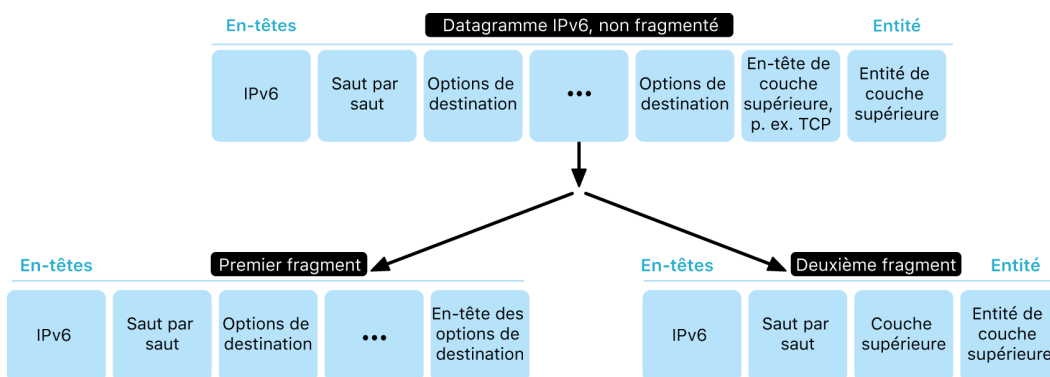 En-têtes Datagramme IPv6, non fragmenté Entité
IPv6
Saut par
saut
Options de
destination
...
Options de
destination
En-tête de
couche
supérieure,
p. ex. TCP
Entité de
couche
supérieure
En-têtes Premier fragment
IPv6
Saut par
saut
Options de
destination
...
En-tête des
options de
destination
En-têtes Deuxième fragment Entité
IPv6
Saut par
saut
Couche
supérieure
Entité de
couche
supérieure